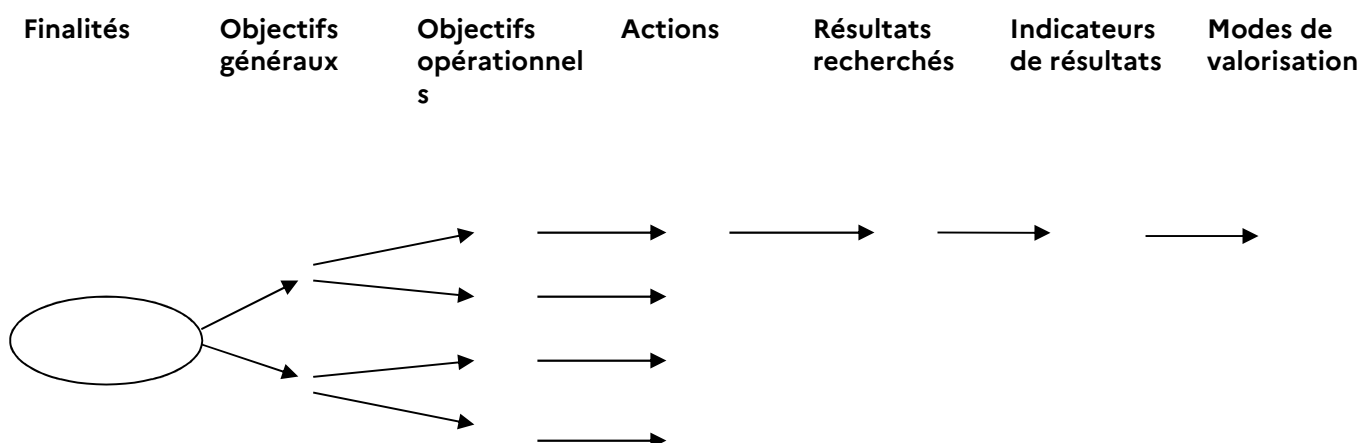 Finalités
Objectifs
généraux
Objectifs
opérationnel
s
Actions
Résultats
recherchés
Indicateurs
de résultats
Modes de
valorisation